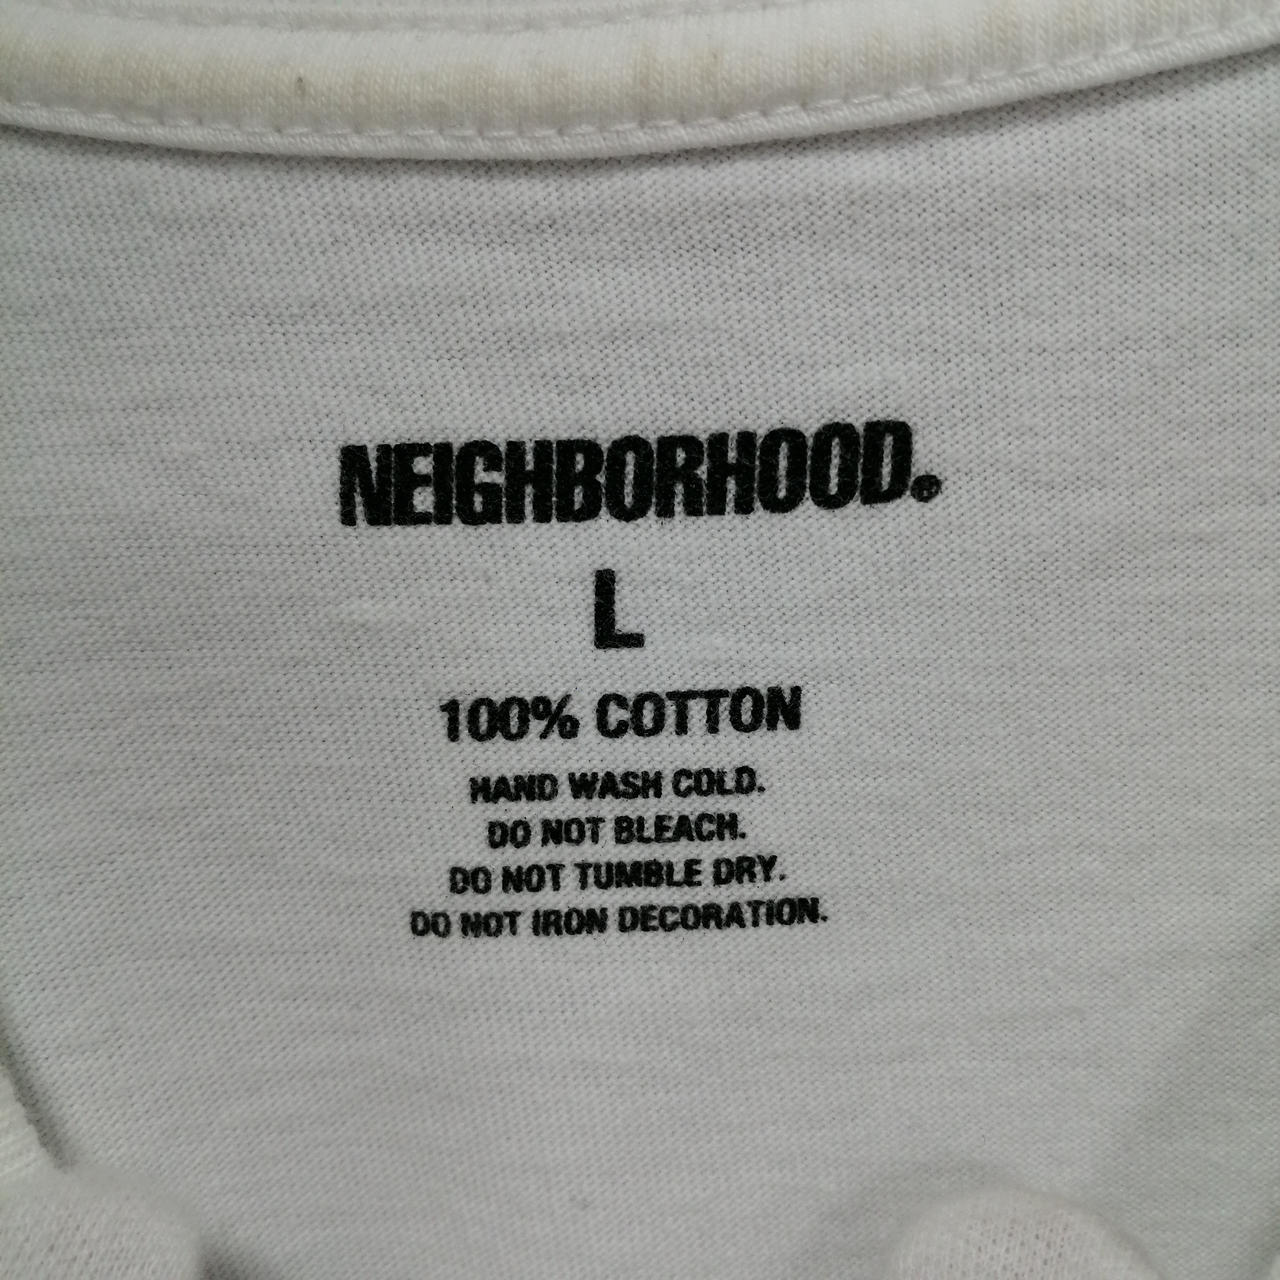 NEIGHBORHOOD.®
L
100% COTTON
HAND WASH COLD.
DO NOT BLEACH.
DO NOT TUMBLE DRY.
DO NOT IRON DECORATION.